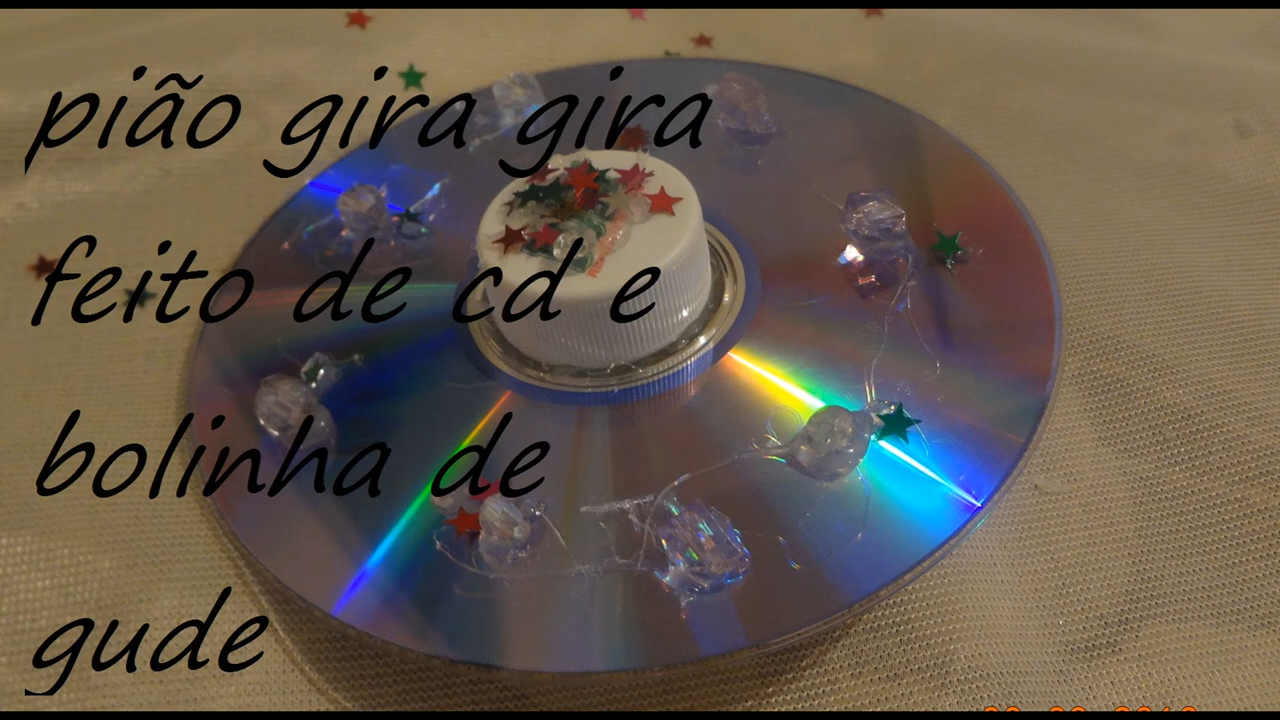 pião gira gira
feito de cd e
bolinha de
gude